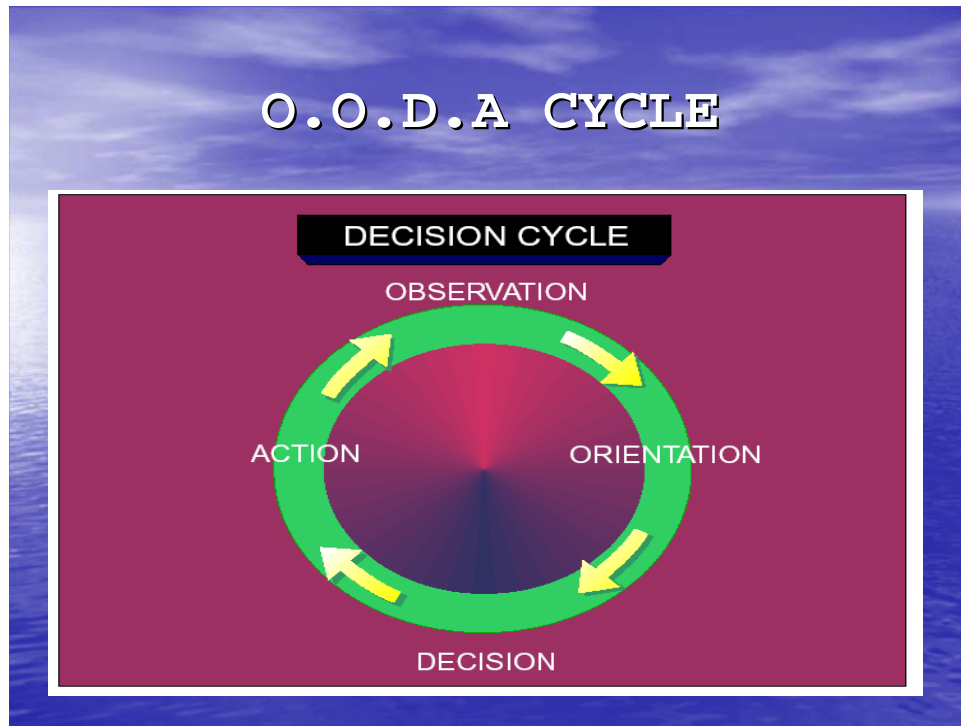 O.O.D.A CYCLE
DECISION CYCLE
OBSERVATION
ACTION
ORIENTATION
DECISION